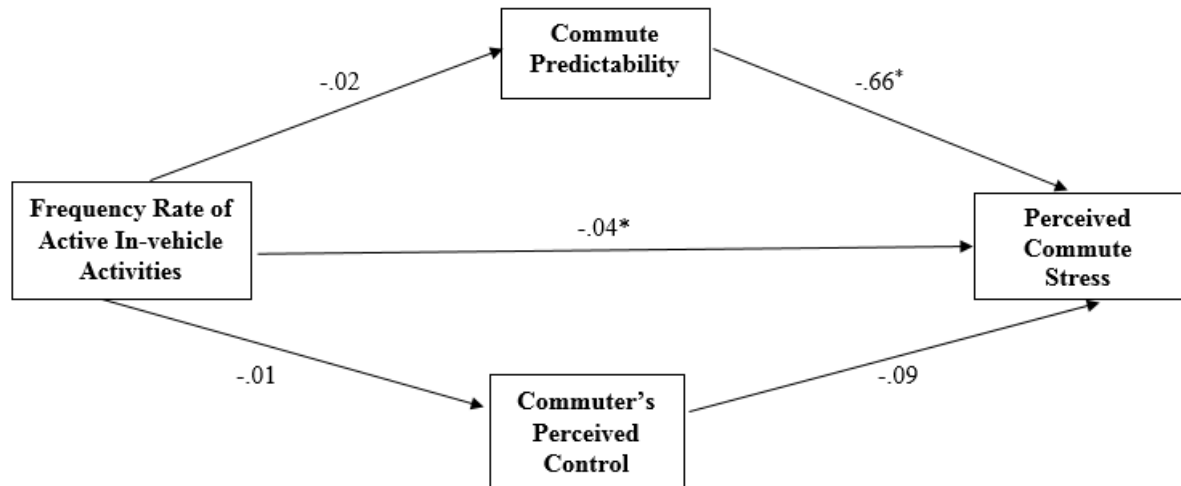 Commute
Predictability
-.02
-.66*
Frequency Rate of
Active In-vehicle
Activities
-.04*
Perceived
Commute
Stress
-.01
-.09
Commuter’s
Perceived
Control